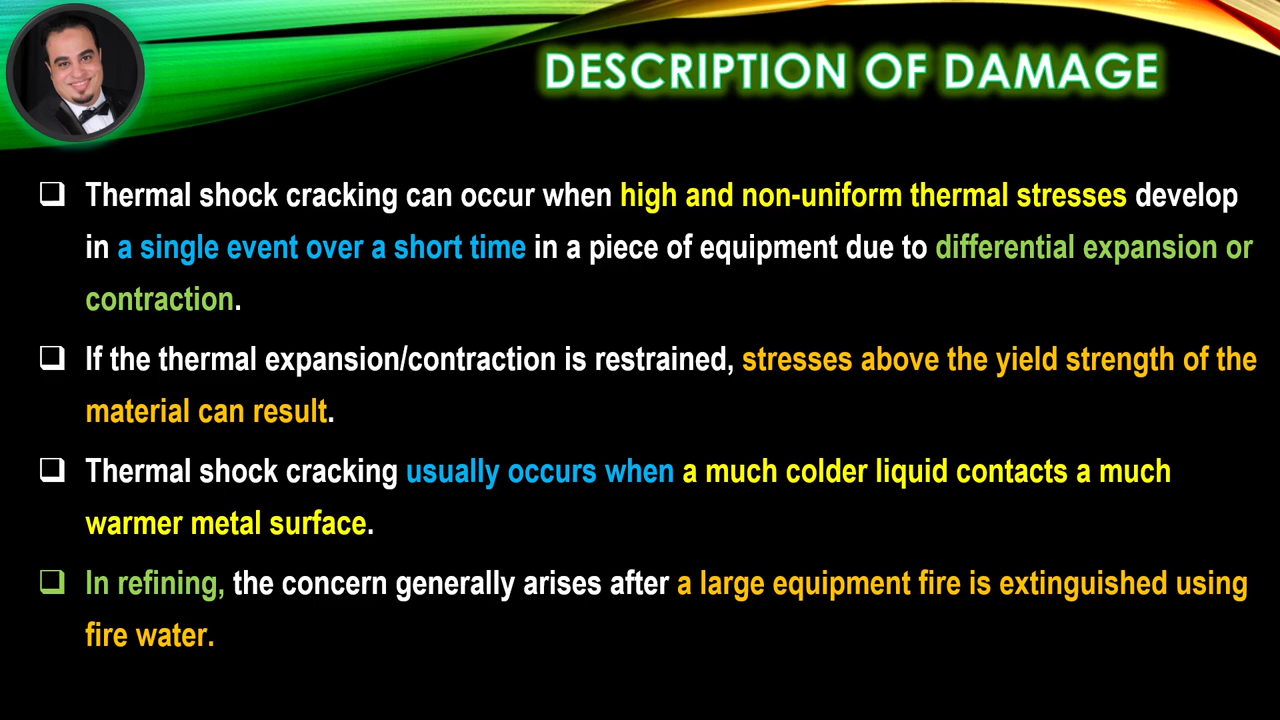 DESCRIPTION OF DAMAGE
❑ Thermal shock cracking can occur when high and non-uniform thermal stresses develop
in a single event over a short time in a piece of equipment due to differential expansion or
contraction.
❑ If the thermal expansion/contraction is restrained, stresses above the yield strength of the
material can result.
❑ Thermal shock cracking usually occurs when a much colder liquid contacts a much
warmer metal surface.
❑ In refining, the concern generally arises after a large equipment fire is extinguished using
fire water.